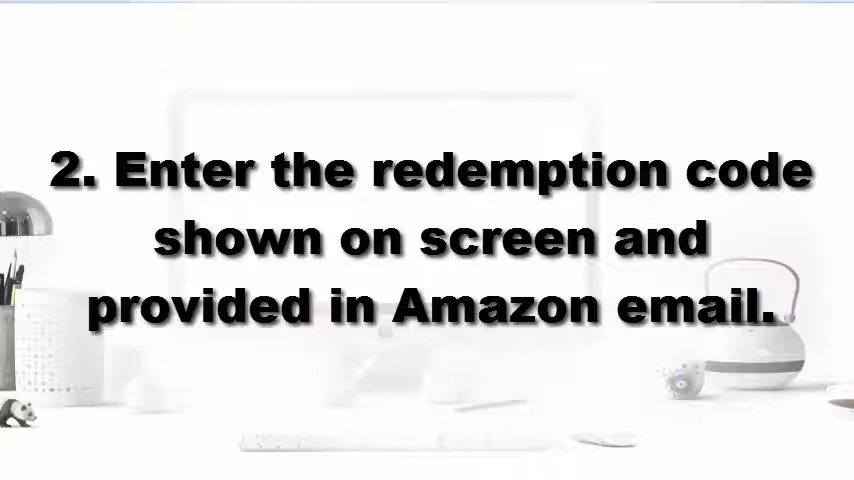 2. Enter the redemption code
shown on screen and
provided in Amazon email.